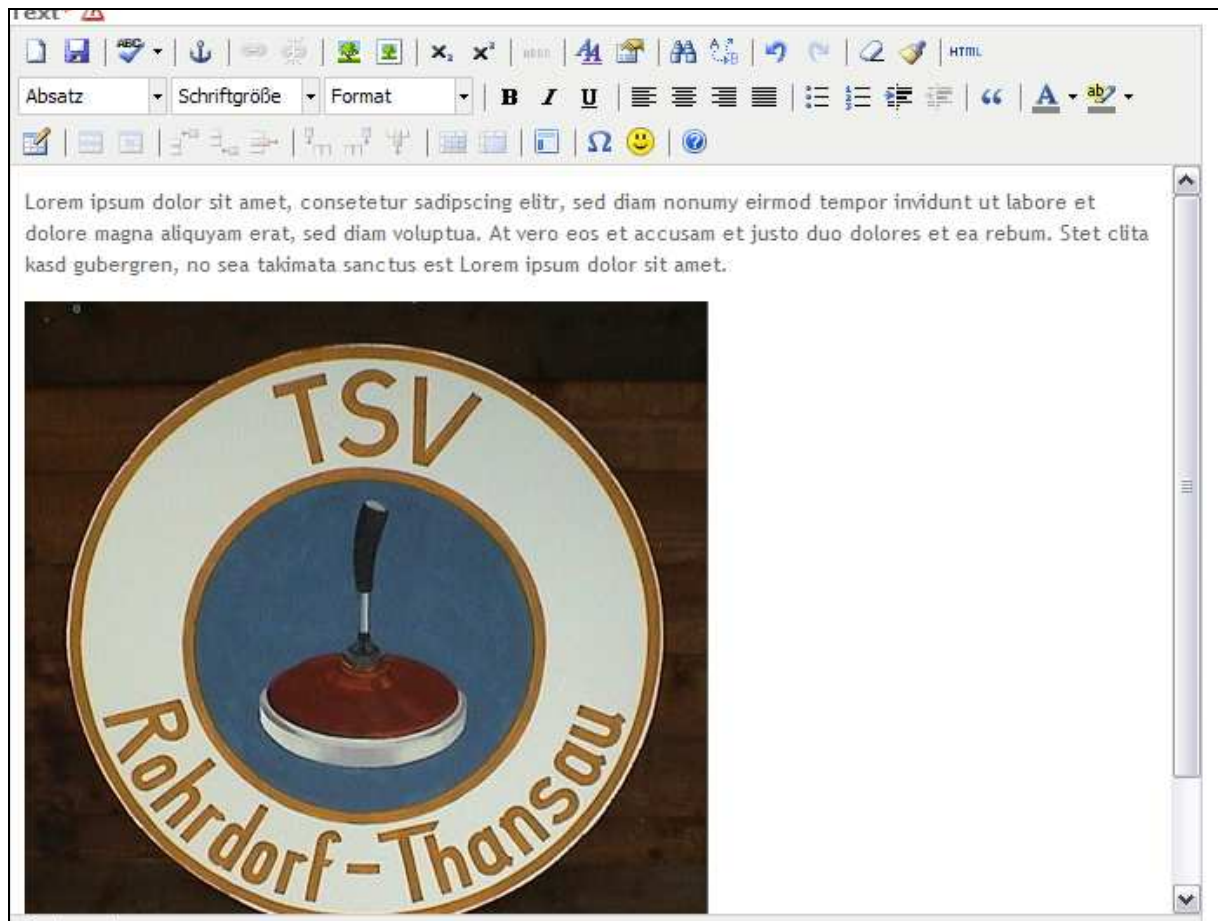 Text*
ABC
HTML
Absatz Schriftgröße Format B I U
Lorem ipsum dolor sit amet, consetetur sadipscing elitr, sed diam nonumy eirmod tempor invidunt ut labore et
dolore magna aliquyam erat, sed diam voluptua. At vero eos et accusam et justo duo dolores et ea rebum. Stet clita
kasd gubergren, no sea takimata sanctus est Lorem ipsum dolor sit amet.
TSV
Rohrdorf-Thansau